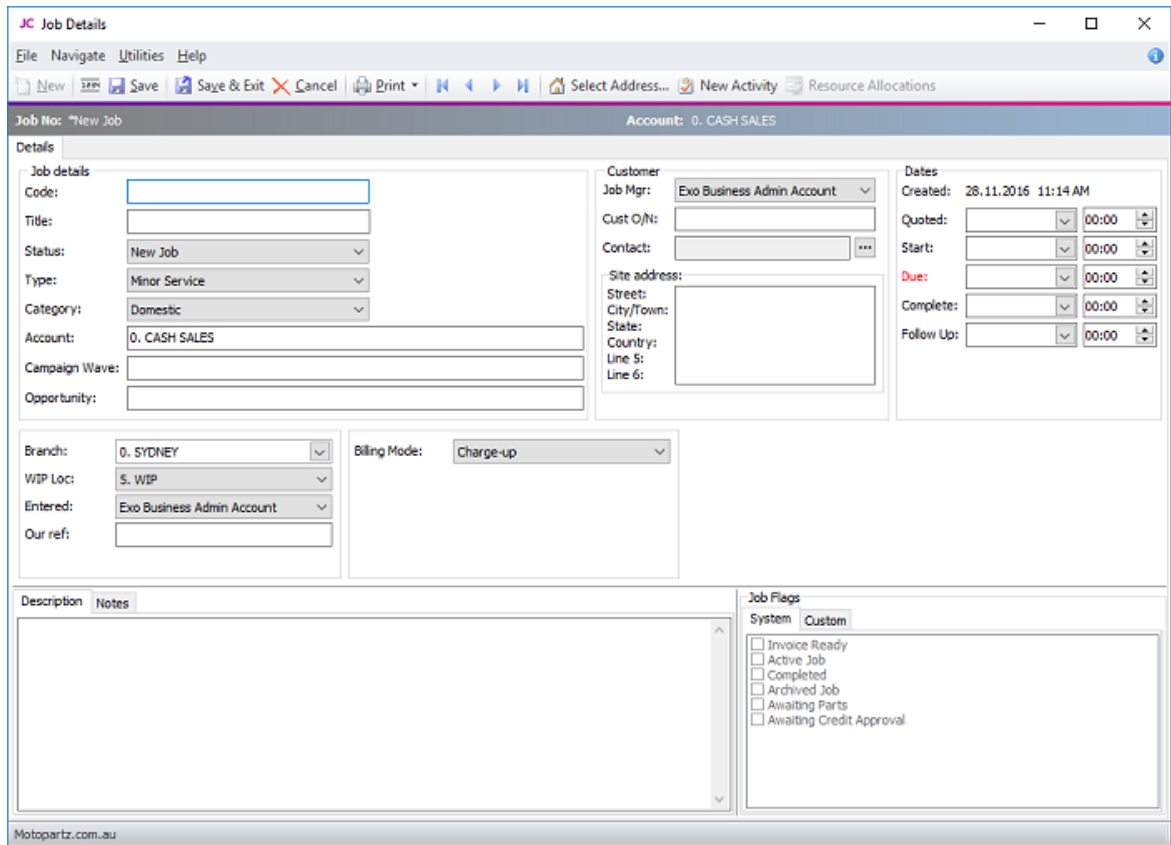 JC Job Details
File Navigate Utilities Help
New Save Save & Exit Cancel Print Select Address... New Activity Resource Allocations
Job No: *New Job Account: 0. CASH SALES
Details
Job details
Code:
Title:
Status: New Job
Type: Minor Service
Category: Domestic
Account: 0. CASH SALES
Campaign Wave:
Opportunity:
Customer
Job Mgr: Exo Business Admin Account
Cust O/N:
Contact: ...
Site address:
Street:
City/Town:
State:
Country:
Line 5:
Line 6:
Dates
Created: 28.11.2016 11:14 AM
Quoted: 00:00
Start: 00:00
Due: 00:00
Complete: 00:00
Follow Up: 00:00
Branch: 0. SYDNEY
WIP Loc: 5. WIP
Entered: Exo Business Admin Account
Our ref:
Billing Mode: Charge-up
Description Notes
Job Flags
System Custom
Invoice Ready
Active Job
Completed
Archived Job
Awaiting Parts
Awaiting Credit Approval
Motopartz.com.au